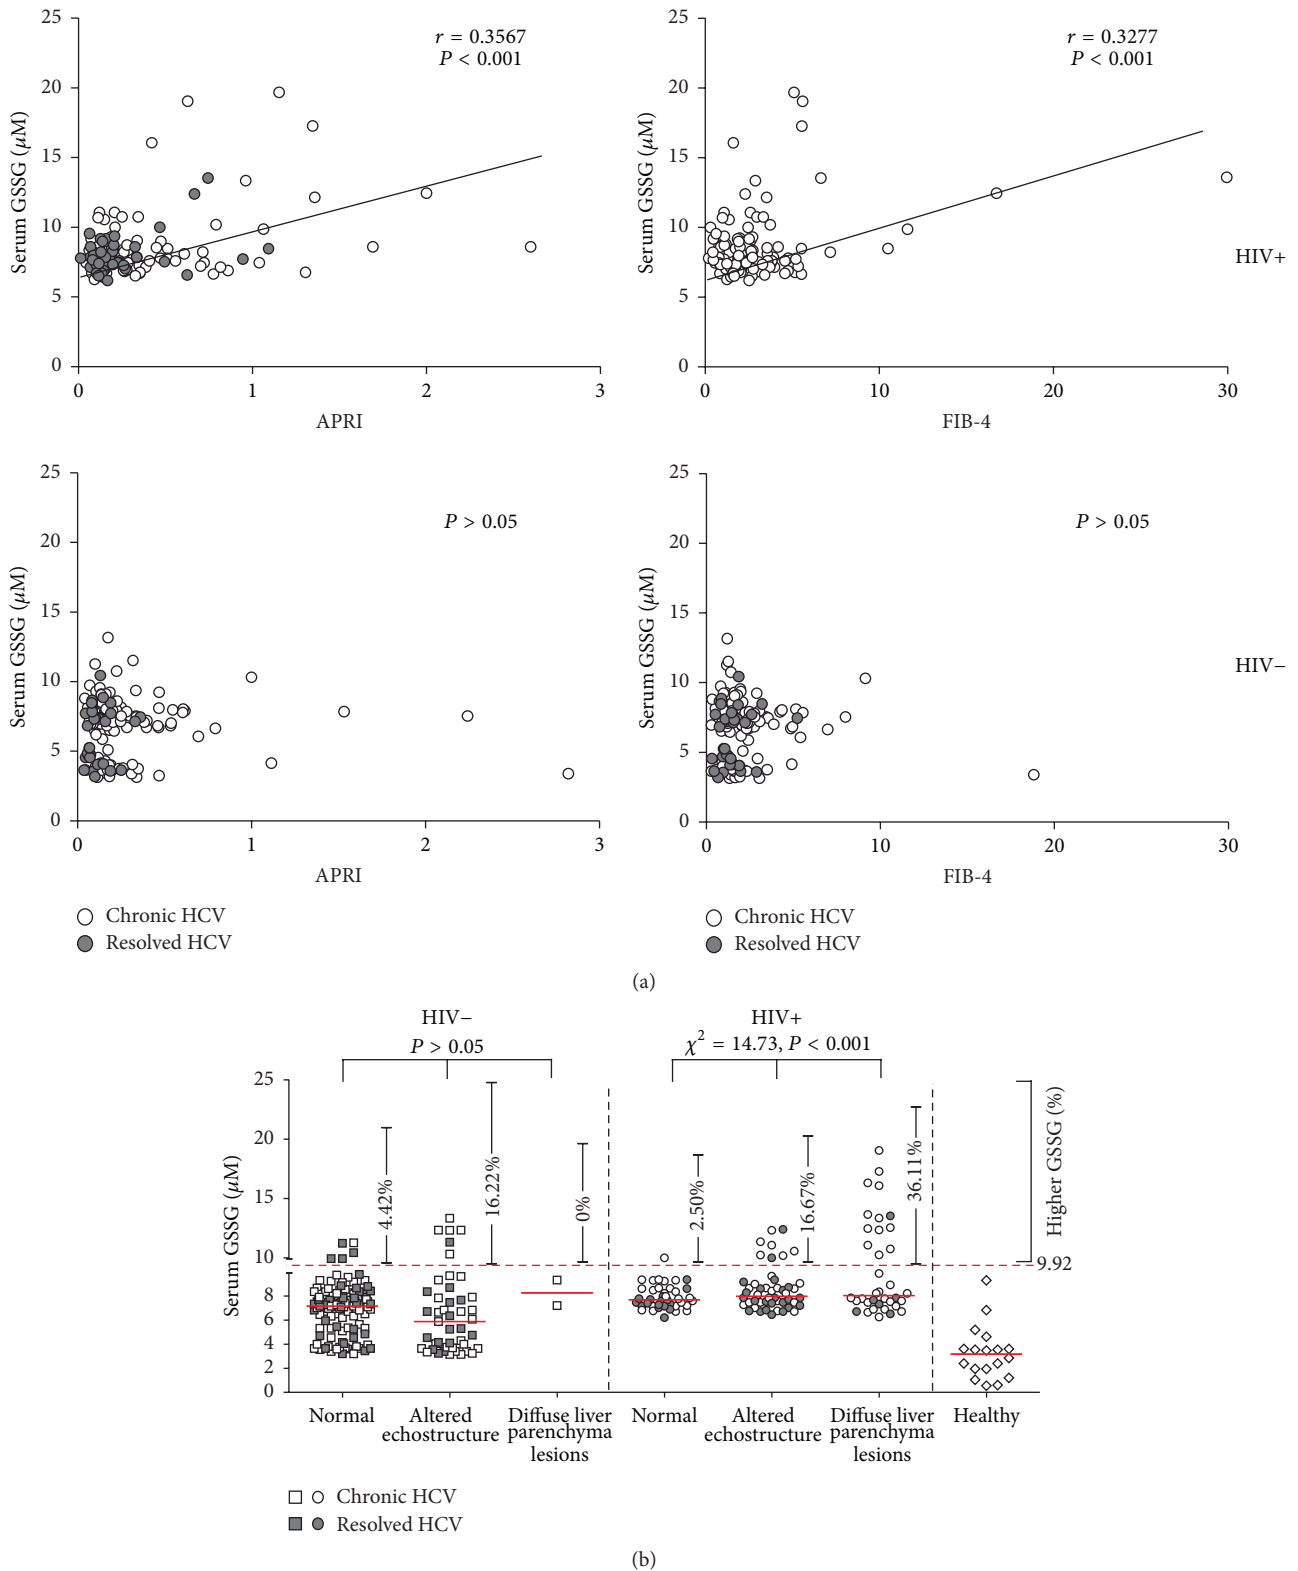 25
20
15
10
5
0
Serum GSSG (μM)
r = 0.3567
P < 0.001
0 1 2 3
APRI
25
20
15
10
5
0
Serum GSSG (μM)
r = 0.3277
P < 0.001
0 10 20 30
FIB-4
HIV+
25
20
15
10
5
0
Serum GSSG (μM)
P > 0.05
0 1 2 3
APRI
Chronic HCV
Resolved HCV
25
20
15
10
5
0
Serum GSSG (μM)
P > 0.05
0 10 20 30
FIB-4
HIV−
Chronic HCV
Resolved HCV
(a)
HIV− HIV+
P > 0.05 χ² = 14.73, P < 0.001
25
20
15
10
8
6
4
2
0
Serum GSSG (μM)
4.42%
16.22%
0%
2.50%
16.67%
36.11%
Higher GSSG (%)
9.92
Normal
Altered
echostructure
Diffuse liver
parenchyma
lesions
Normal
Altered
echostructure
Diffuse liver
parenchyma
lesions
Healthy
Chronic HCV
Resolved HCV
(b)